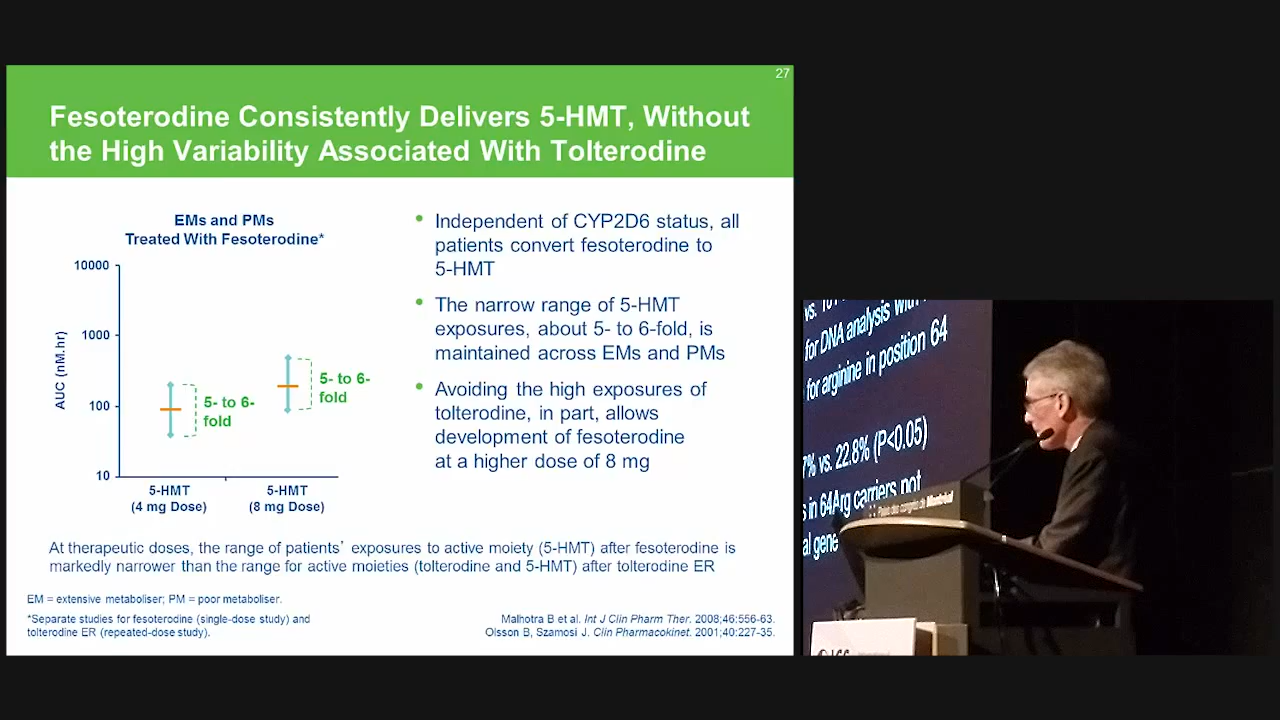 27
Fesoterodine Consistently Delivers 5-HMT, Without
the High Variability Associated With Tolterodine
EMs and PMs
Treated With Fesoterodine*
10000
1000
100
10
AUC (nM.hr)
5- to 6-
fold
5- to 6-
fold
5-HMT
(4 mg Dose)
5-HMT
(8 mg Dose)
• Independent of CYP2D6 status, all
patients convert fesoterodine to
5-HMT
• The narrow range of 5-HMT
exposures, about 5- to 6-fold, is
maintained across EMs and PMs
• Avoiding the high exposures of
tolterodine, in part, allows
development of fesoterodine
at a higher dose of 8 mg
At therapeutic doses, the range of patients’ exposures to active moiety (5-HMT) after fesoterodine is
markedly narrower than the range for active moieties (tolterodine and 5-HMT) after tolterodine ER
EM = extensive metaboliser; PM = poor metaboliser.
*Separate studies for fesoterodine (single-dose study) and
tolterodine ER (repeated-dose study).
Malhotra B et al. Int J Clin Pharm Ther. 2008;46:556-63.
Olsson B, Szamosi J. Clin Pharmacokinet. 2001;40:227-35.
vs.
for DNA analysis with
for arginine in position 64
7% vs. 22.8% (P<0.05)
s in 64Arg carriers not
al gene
Palais des congrès de Montréal